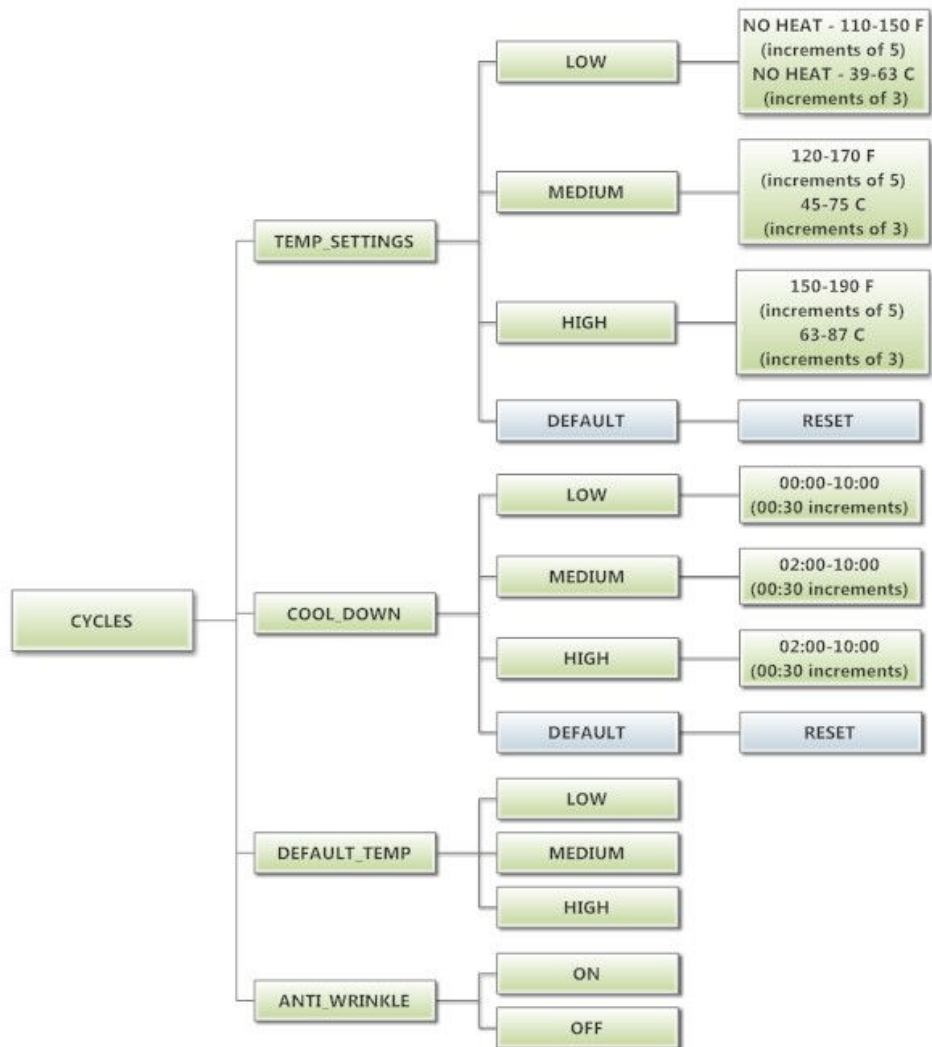 LOW
NO HEAT - 110-150 F
(increments of 5)
NO HEAT - 39-63 C
(increments of 3)
MEDIUM
120-170 F
(increments of 5)
45-75 C
(increments of 3)
TEMP_SETTINGS
HIGH
150-190 F
(increments of 5)
63-87 C
(increments of 3)
DEFAULT
RESET
LOW
00:00-10:00
(00:30 increments)
MEDIUM
02:00-10:00
(00:30 increments)
CYCLES
COOL_DOWN
HIGH
02:00-10:00
(00:30 increments)
DEFAULT
RESET
DEFAULT_TEMP
LOW
MEDIUM
HIGH
ANTI_WRINKLE
ON
OFF